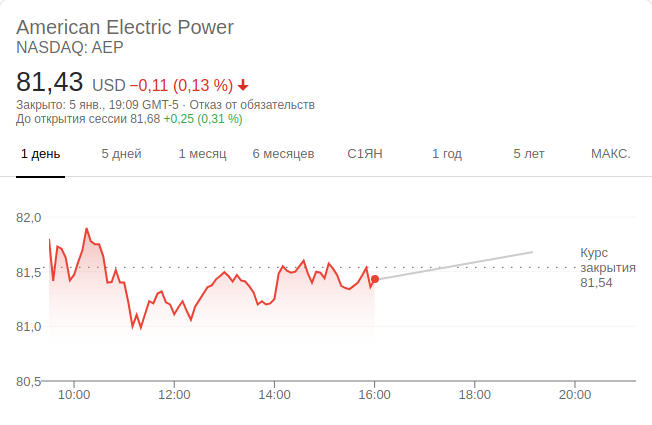 American Electric Power
NASDAQ: AEP
81,43 USD −0,11 (0,13 %)
Закрыто: 5 янв., 19:09 GMT-5 · Отказ от обязательств
До открытия сессии 81,68 +0,25 (0,31 %)
1 день 5 дней 1 месяц 6 месяцев С1ЯН 1 год 5 лет МАКС.
82,0
81,5
81,0
80,5
Курс
закрытия
81,54
10:00 12:00 14:00 16:00 18:00 20:00